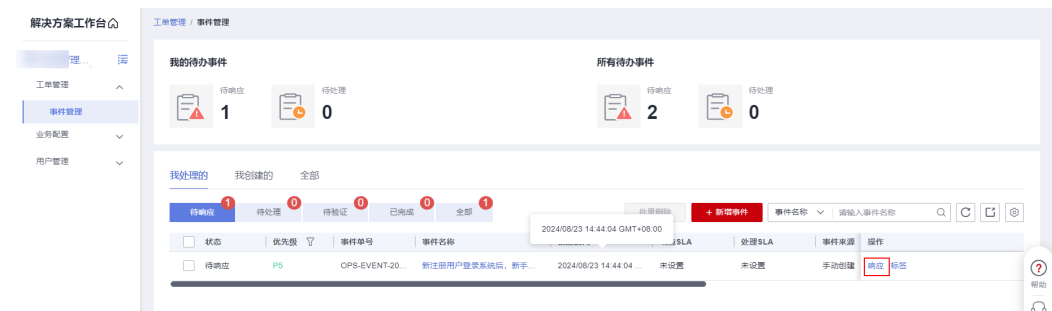 解决方案工作台
工单管理 / 事件管理
理...
工单管理
事件管理
业务配置
用户管理
我的待办事件
待响应
1
待处理
0
所有待办事件
待响应
2
待处理
0
我处理的 我创建的 全部
待响应 1 待处理 0 待验证 0 已完成 0 全部 1
+ 新增事件 事件名称 请输入事件名称
2024/08/23 14:44:04 GMT+08:00
状态 优先级 事件单号 事件名称 SLA 处理SLA 事件来源 操作
待响应 P5 OPS-EVENT-20... 新注册用户登录系统后，新手... 2024/08/23 14:44:04 ... 未设置 未设置 手动创建 响应 标签
帮助